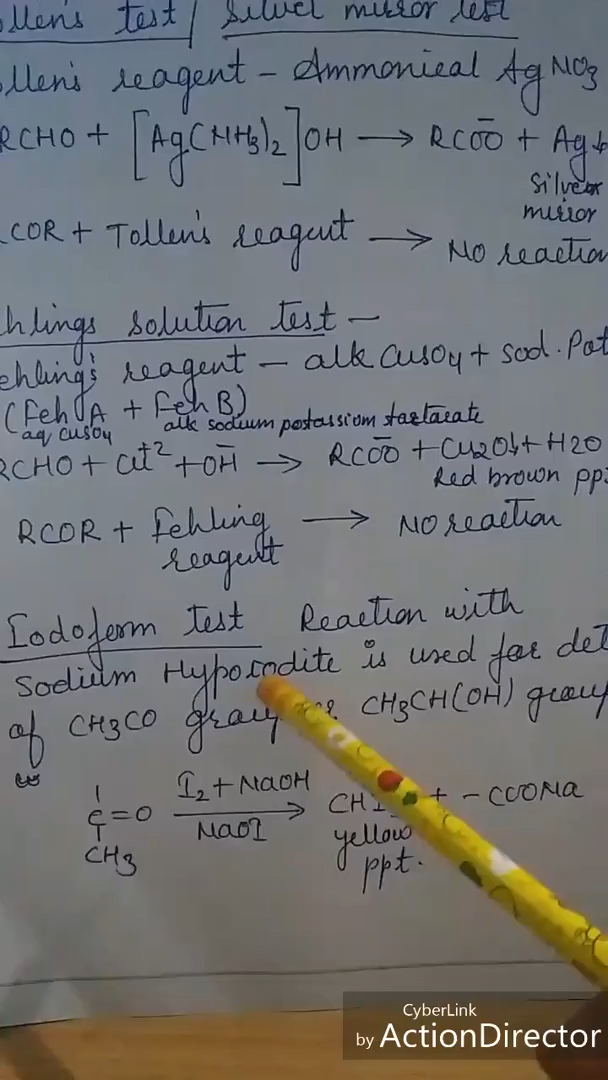 llen's test / Silver mirror test
llen's reagent - Ammonical AgNO3
RCHO + [Ag(NH3)2]OH → RCOO̅ + Ag↓
Silver
mirror
COR + Tollen's reagent → No reaction
hlings solution test -
ehling's reagent - alk CuSO4 + Sod. Pot
(Feh A + Feh B)
aq CuSO4 alk sodium potassium tartarate
RCHO + Cu+2 + OH̅ → RCOO̅ + Cu2O↓ + H2O
Red brown ppt
RCOR + Fehling → No reaction
reagent
Iodoferm test Reaction with
Sodium Hypoiodite is used for det
of CH3CO group CH3CH(OH) group
C=O I2 + NaOH → CHI + -COONa
NaOI
CH3 yellow
ppt.
CyberLink
by ActionDirector